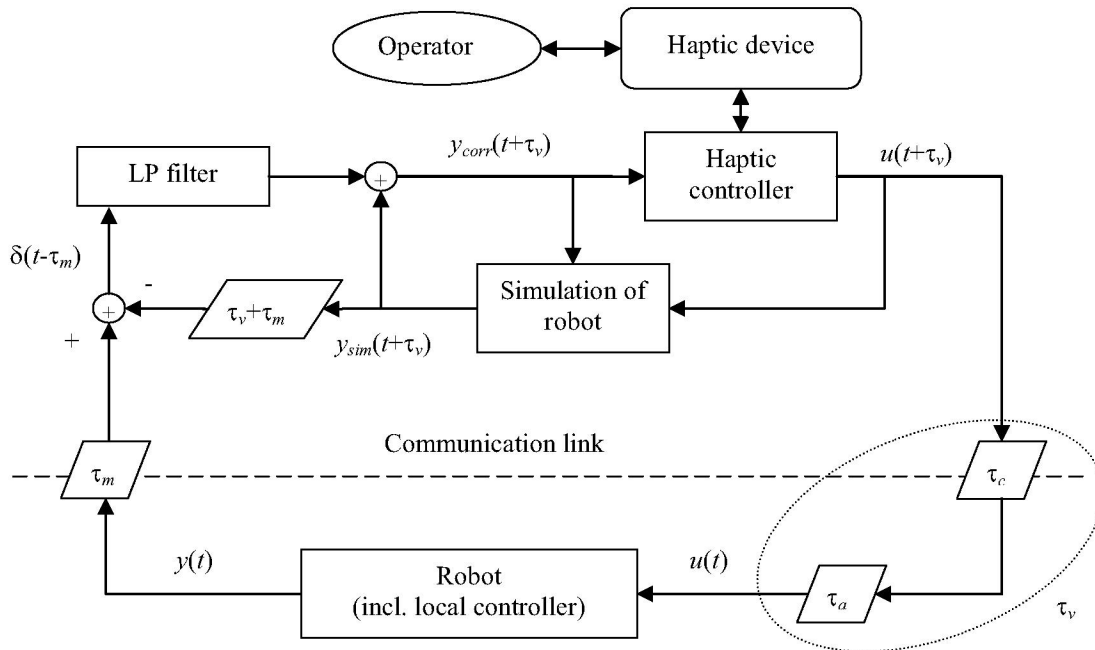 Operator
Haptic device
LP filter
y_corr(t+τ_v)
Haptic
controller
u(t+τ_v)
+
δ(t-τ_m)
-
+
+
τ_v+τ_m
Simulation of
robot
y_sim(t+τ_v)
Communication link
τ_m
τ_c
y(t)
Robot
(incl. local controller)
u(t)
τ_a
τ_v